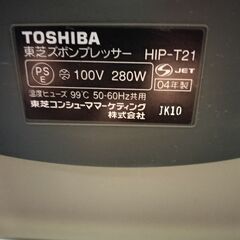 TOSHIBA
東芝ズボンプレッサー HIP-T21
PS E 100V 280W S JET 04年製
温度ヒューズ 99℃ 50-60Hz共用
東芝コンシューママーケティング
株式会社 JK10